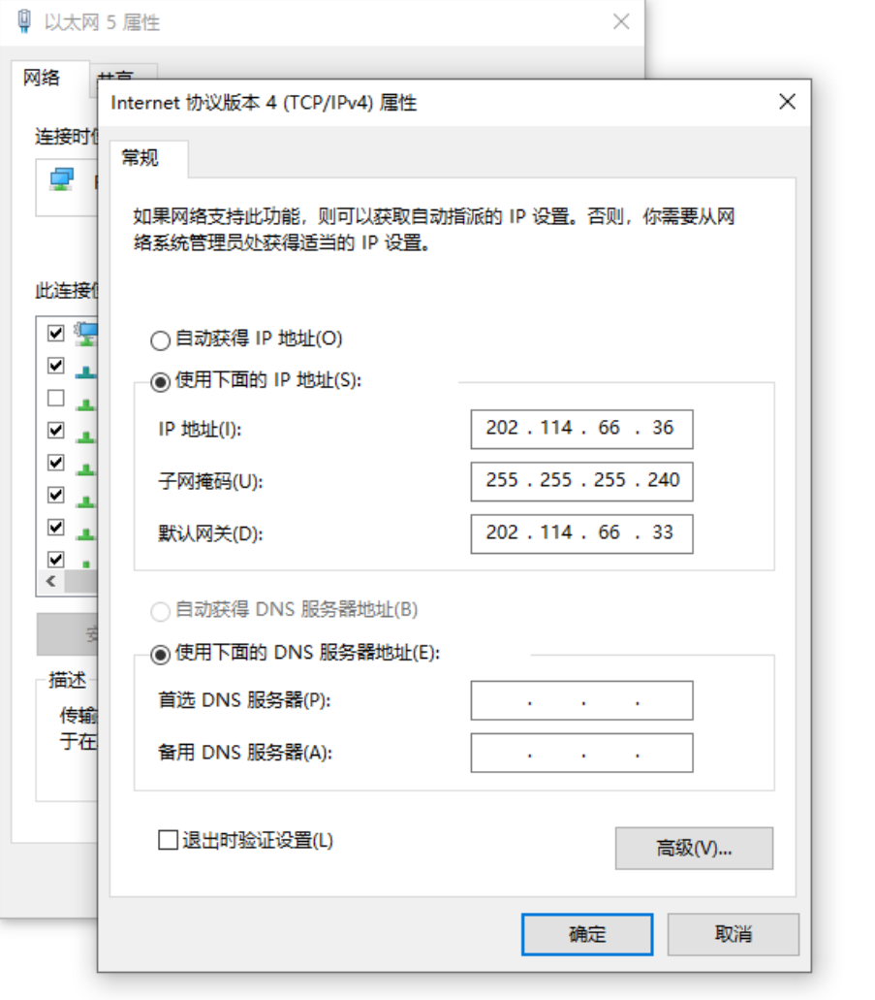 以太网 5 属性
网络
共享
Internet 协议版本 4 (TCP/IPv4) 属性
常规
连接时
如果网络支持此功能，则可以获取自动指派的 IP 设置。否则，你需要从网
络系统管理员处获得适当的 IP 设置。
此连接
自动获得 IP 地址(O)
使用下面的 IP 地址(S):
IP 地址(I): 202 . 114 . 66 . 36
子网掩码(U): 255 . 255 . 255 . 240
默认网关(D): 202 . 114 . 66 . 33
自动获得 DNS 服务器地址(B)
使用下面的 DNS 服务器地址(E):
描述
首选 DNS 服务器(P): . . .
传输
于在
备用 DNS 服务器(A): . . .
退出时验证设置(L)
高级(V)...
确定
取消